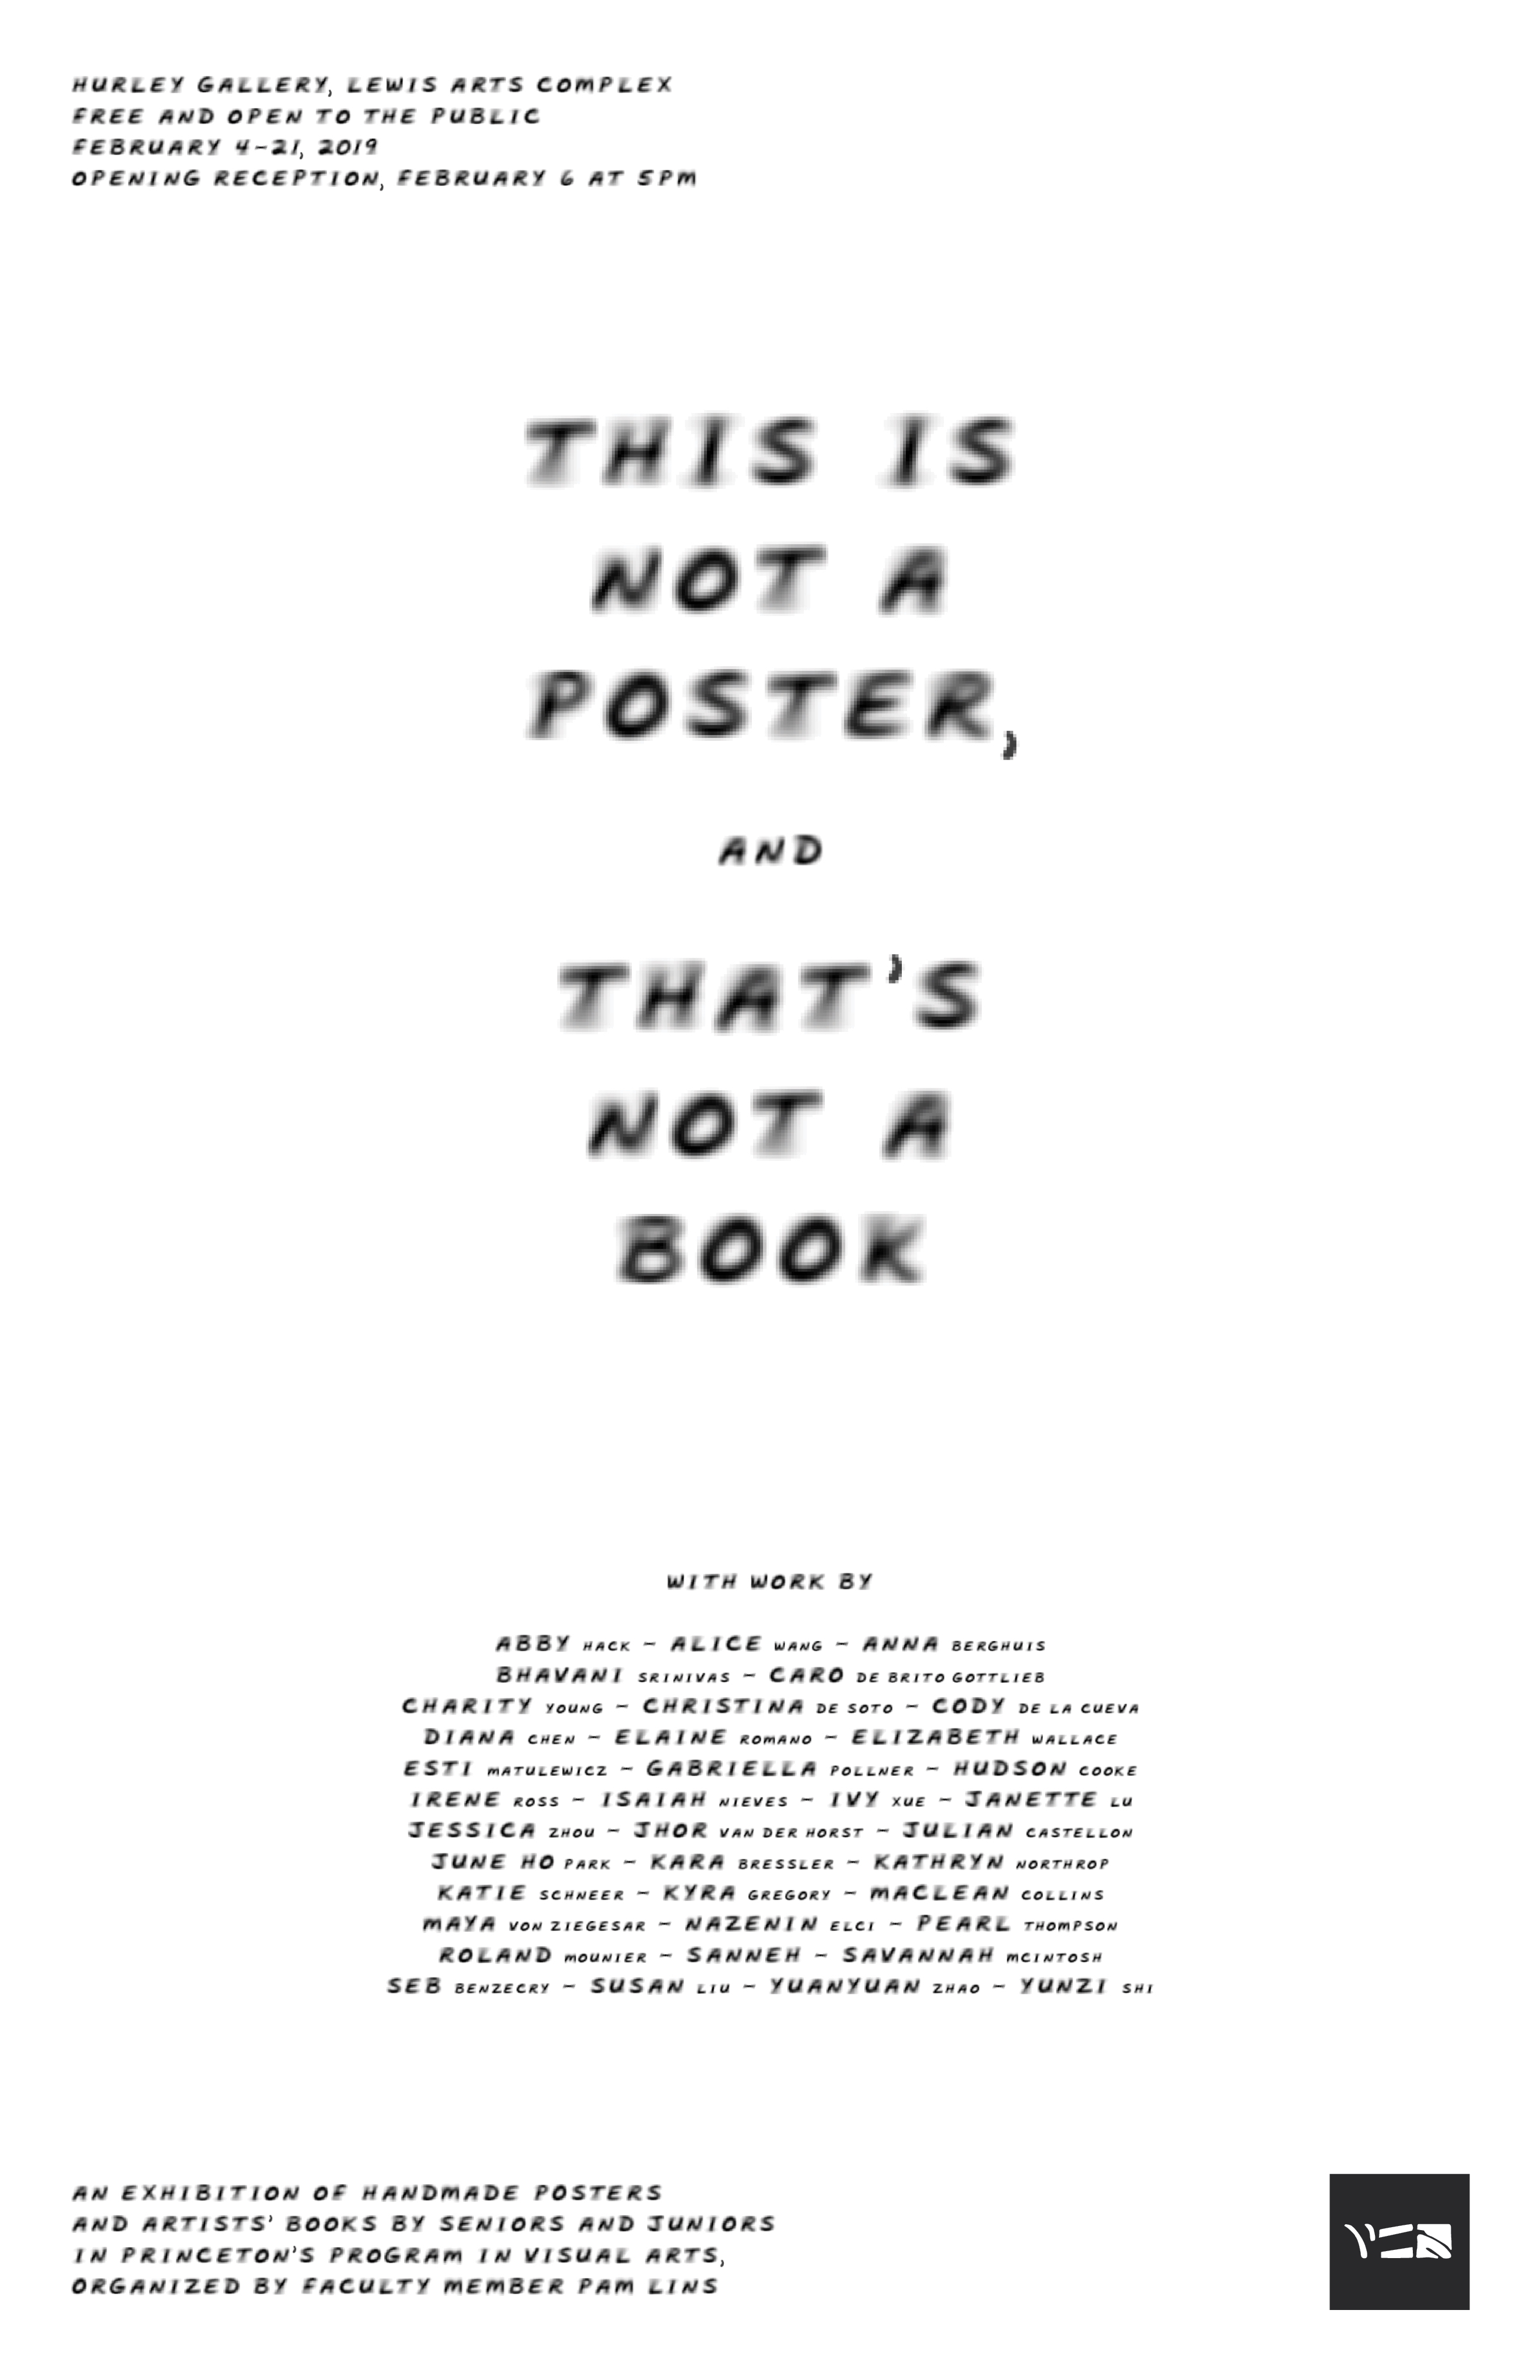 HURLEY GALLERY, LEWIS ARTS COMPLEX
FREE AND OPEN TO THE PUBLIC
FEBRUARY 4-21, 2019
OPENING RECEPTION, FEBRUARY 6 AT 5PM
THIS IS
NOT A
POSTER,
AND
THAT'S
NOT A
BOOK
WITH WORK BY
ABBY HACK ~ ALICE WANG ~ ANNA BERGHUIS
BHAVANI SRINIVAS ~ CARO DE BRITO GOTTLIEB
CHARITY YOUNG ~ CHRISTINA DE SOTO ~ CODY DE LA CUEVA
DIANA CHEN ~ ELAINE ROMANO ~ ELIZABETH WALLACE
ESTI MATULEWICZ ~ GABRIELLA POLLNER ~ HUDSON COOKE
IRENE ROSS ~ ISAIAH NIEVES ~ IVY XUE ~ JANETTE LU
JESSICA ZHOU ~ JHOR VAN DER HORST ~ JULIAN CASTELLON
JUNE HO PARK ~ KARA BRESSLER ~ KATHRYN NORTHROP
KATIE SCHNEER ~ KYRA GREGORY ~ MACLEAN COLLINS
MAYA VON ZIEGESAR ~ NAZENIN ELCI ~ PEARL THOMPSON
ROLAND MOUNIER ~ SANNEH ~ SAVANNAH MCINTOSH
SEB BENZECRY ~ SUSAN LIU ~ YUANYUAN ZHAO ~ YUNZI SHI
AN EXHIBITION OF HANDMADE POSTERS
AND ARTISTS' BOOKS BY SENIORS AND JUNIORS
IN PRINCETON'S PROGRAM IN VISUAL ARTS,
ORGANIZED BY FACULTY MEMBER PAM LINS